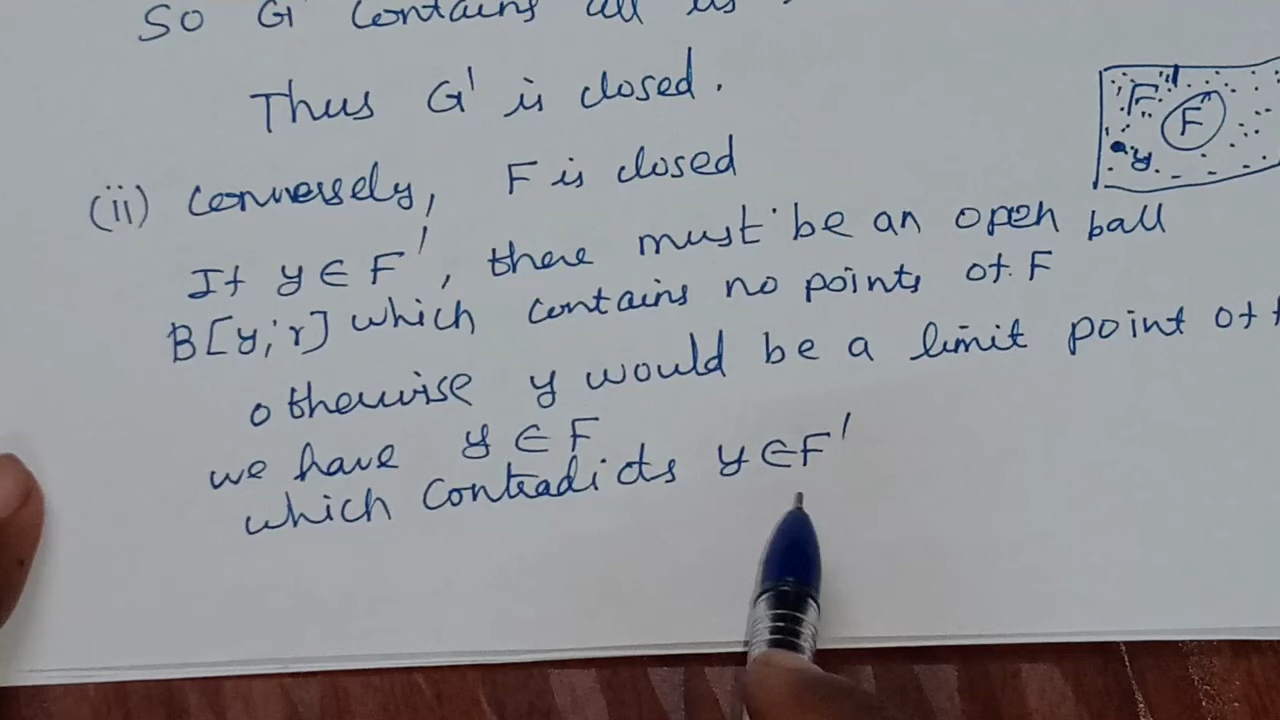 So G' contains all its
Thus G' is closed.
(ii) conversely, F is closed
If y ∈ F', there must be an open ball
B[y;r] which contains no points of F
otherwise y would be a limit point of F
we have y ∈ F
which contradicts y ∈ F'
F'
F
y